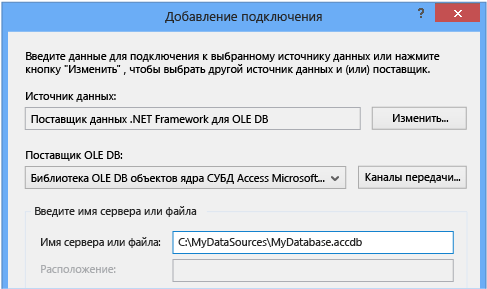 Добавление подключения
?
Введите данные для подключения к выбранному источнику данных или нажмите
кнопку "Изменить" , чтобы выбрать другой источник данных и (или) поставщик.
Источник данных:
Поставщик данных .NET Framework для OLE DB
Изменить...
Поставщик OLE DB:
Библиотека OLE DB объектов ядра СУБД Access Microsoft...
Каналы передачи...
Введите имя сервера или файла
Имя сервера или файла:
C:\MyDataSources\MyDatabase.accdb
Расположение: